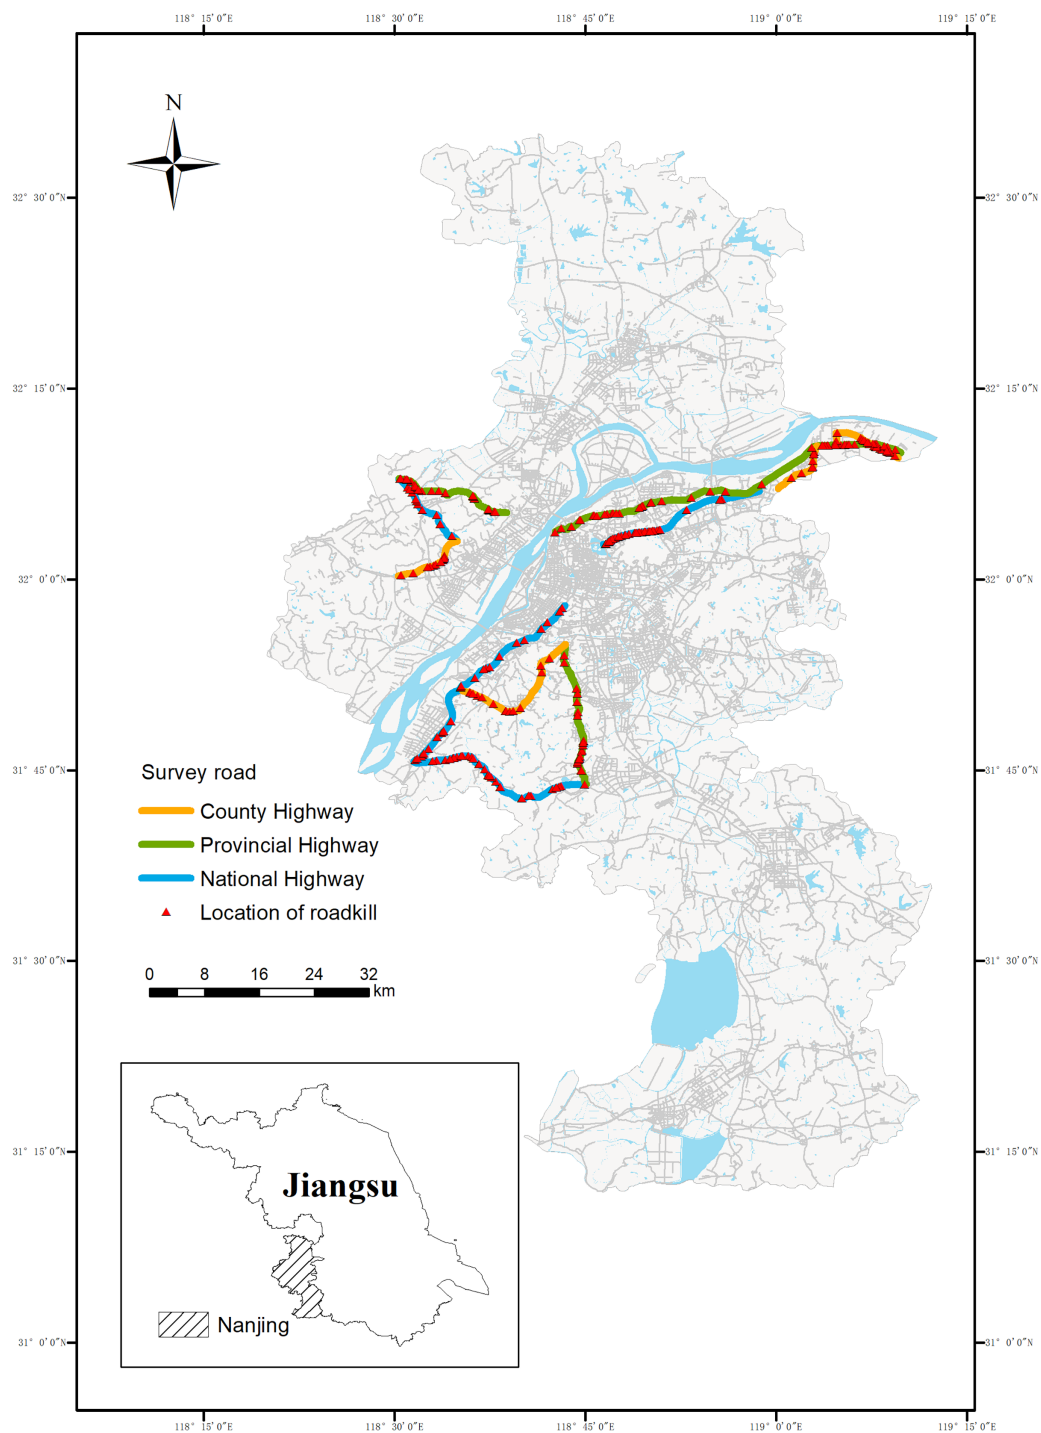 118° 15′0″E 118° 30′0″E 118° 45′0″E 119° 0′0″E 119° 15′0″E
N
32° 30′0″N 32° 30′0″N
32° 15′0″N 32° 15′0″N
32° 0′0″N 32° 0′0″N
31° 45′0″N 31° 45′0″N
Survey road
County Highway
Provincial Highway
National Highway
Location of roadkill
31° 30′0″N 31° 30′0″N
0 8 16 24 32
km
31° 15′0″N 31° 15′0″N
Jiangsu
Nanjing
31° 0′0″N 31° 0′0″N
118° 15′0″E 118° 30′0″E 118° 45′0″E 119° 0′0″E 119° 15′0″E